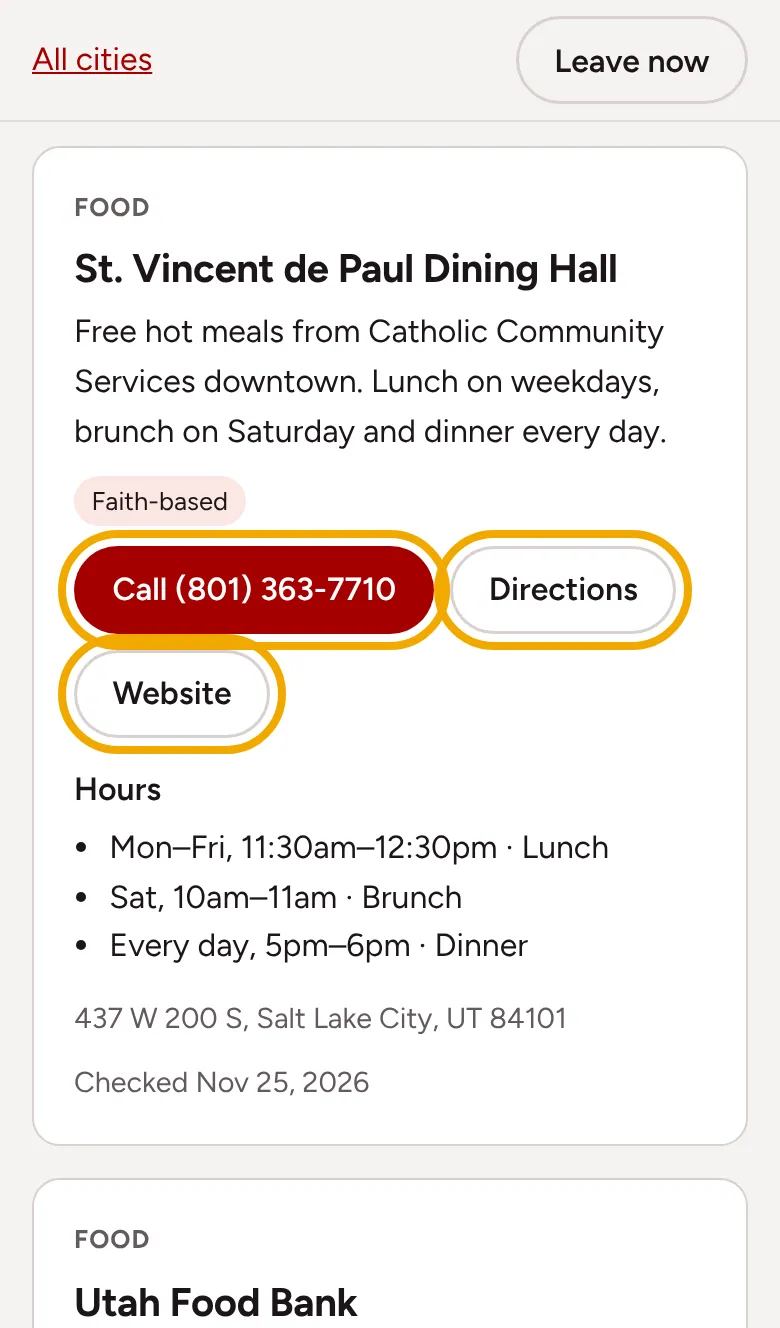 All cities
Leave now
FOOD
St. Vincent de Paul Dining Hall
Free hot meals from Catholic Community
Services downtown. Lunch on weekdays,
brunch on Saturday and dinner every day.
Faith-based
Call (801) 363-7710
Directions
Website
Hours
• Mon–Fri, 11:30am–12:30pm · Lunch
• Sat, 10am–11am · Brunch
• Every day, 5pm–6pm · Dinner
437 W 200 S, Salt Lake City, UT 84101
Checked Nov 25, 2026
FOOD
Utah Food Bank